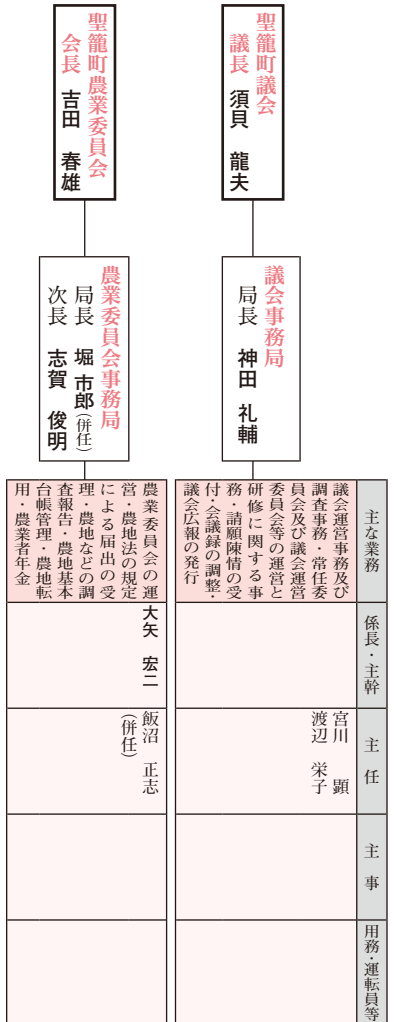 聖籠町議会
議長 須貝 龍夫
議会事務局
局長 神田 礼輔
主な業務
係長・主幹
主任
主事
用務・運転員等
議会運営事務及び
調査事務・常任委
員会及び議会運営
委員会等の運営と
研修に関する事
務・請願陳情の受
付・会議録の調整・
議会広報の発行
宮川 顕
渡辺 栄子
聖籠町農業委員会
会長 吉田 春雄
農業委員会事務局
局長 堀 市郎(併任)
次長 志賀 俊明
農業委員会の運
営・農地法の規定
による届出の受
理・農地などの調
査報告・農地基本
台帳管理・農地転
用・農業者年金
大矢 宏二
飯沼 正志
(併任)